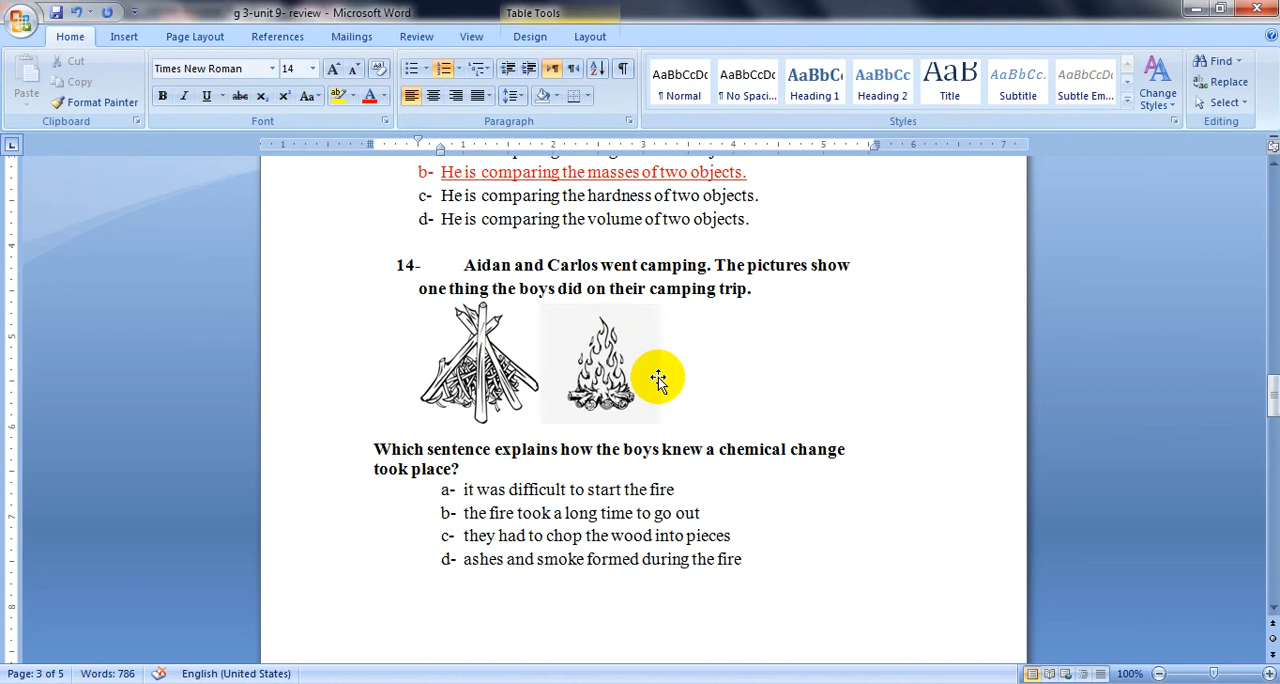 g 3-unit 9- review - Microsoft Word
Table Tools
Home Insert Page Layout References Mailings Review View Design Layout
Paste
Cut
Copy
Format Painter
Clipboard
Times New Roman 14
Font
Paragraph
AaBbCcDc AaBbCcDc AaBbCc AaBbCc AaB AaBbCc. AaBbCcDc
¶ Normal ¶ No Spaci... Heading 1 Heading 2 Title Subtitle Subtle Em...
Change Styles
Styles
Find
Replace
Select
Editing
b- He is comparing the masses of two objects.
c- He is comparing the hardness of two objects.
d- He is comparing the volume of two objects.
14- Aidan and Carlos went camping. The pictures show
one thing the boys did on their camping trip.
Which sentence explains how the boys knew a chemical change
took place?
a- it was difficult to start the fire
b- the fire took a long time to go out
c- they had to chop the wood into pieces
d- ashes and smoke formed during the fire
Page: 3 of 5 Words: 786 English (United States) 100%